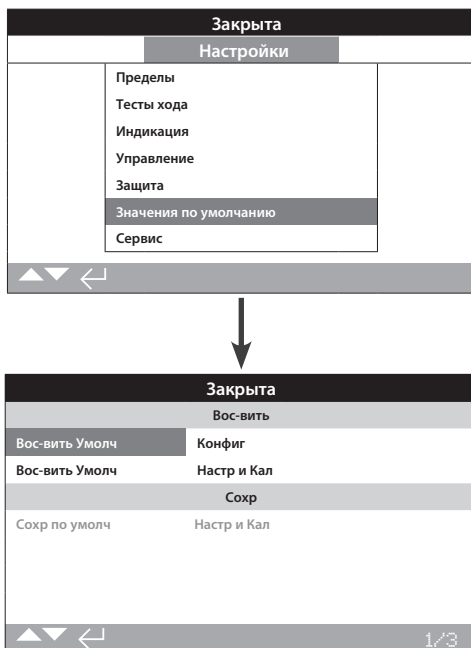 Закрыта
Настройки
Пределы
Тесты хода
Индикация
Управление
Защита
Значения по умолчанию
Сервис
Закрыта
Вос-вить
Вос-вить Умолч Конфиг
Вос-вить Умолч Настр и Кал
Сохр
Сохр по умолч Настр и Кал
1/3